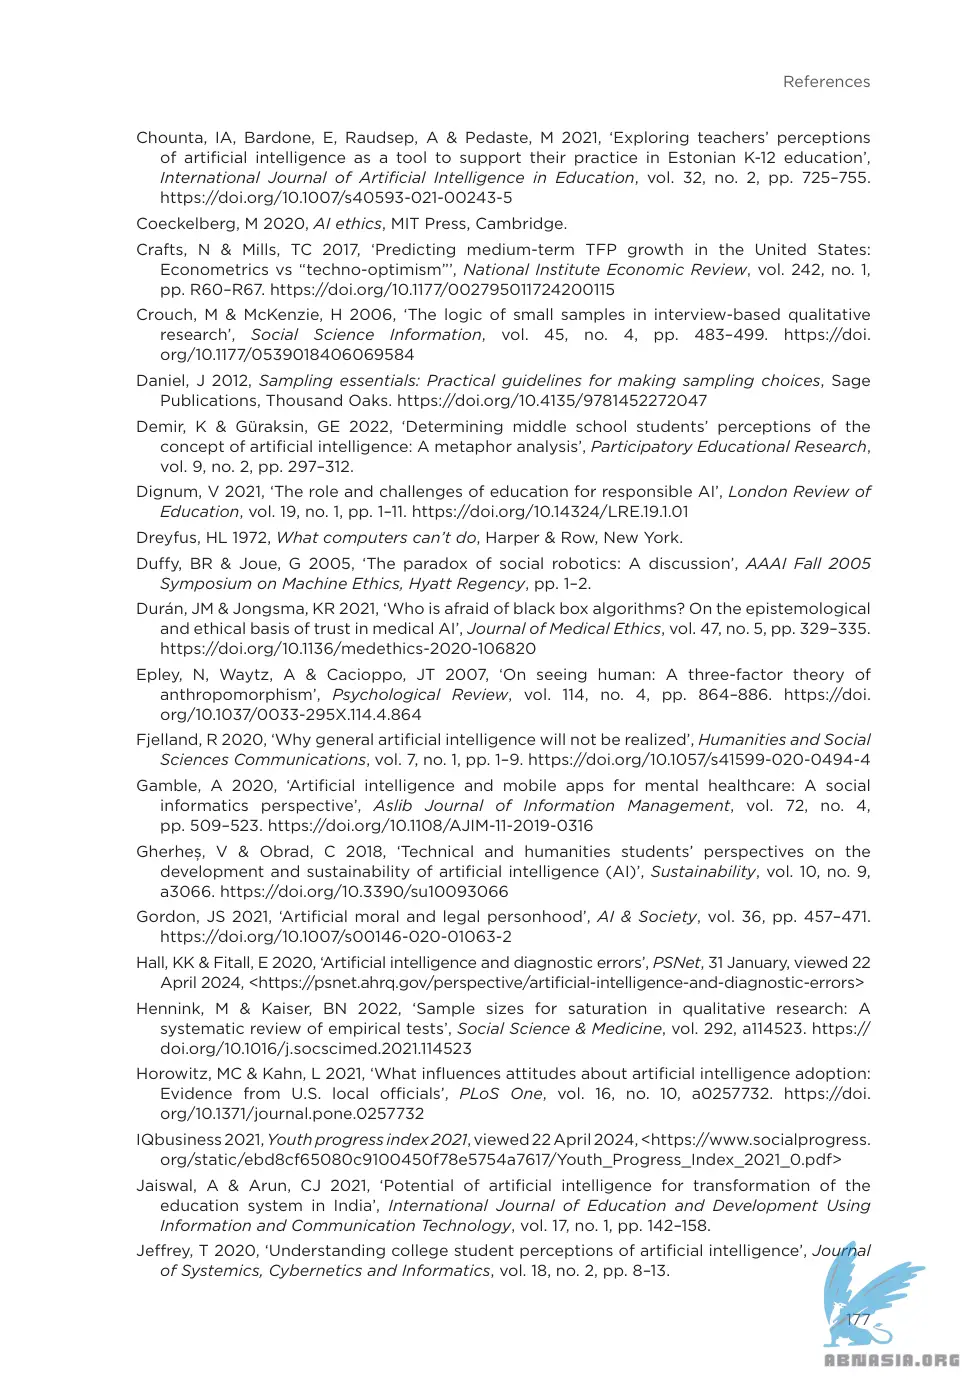 References
Chounta, IA, Bardone, E, Raudsep, A & Pedaste, M 2021, ‘Exploring teachers’ perceptions
of artificial intelligence as a tool to support their practice in Estonian K-12 education’,
International Journal of Artificial Intelligence in Education, vol. 32, no. 2, pp. 725–755.
https://doi.org/10.1007/s40593-021-00243-5
Coeckelberg, M 2020, AI ethics, MIT Press, Cambridge.
Crafts, N & Mills, TC 2017, ‘Predicting medium-term TFP growth in the United States:
Econometrics vs “techno-optimism”’, National Institute Economic Review, vol. 242, no. 1,
pp. R60–R67. https://doi.org/10.1177/002795011724200115
Crouch, M & McKenzie, H 2006, ‘The logic of small samples in interview-based qualitative
research’, Social Science Information, vol. 45, no. 4, pp. 483–499. https://doi.
org/10.1177/0539018406069584
Daniel, J 2012, Sampling essentials: Practical guidelines for making sampling choices, Sage
Publications, Thousand Oaks. https://doi.org/10.4135/9781452272047
Demir, K & Güraksin, GE 2022, ‘Determining middle school students’ perceptions of the
concept of artificial intelligence: A metaphor analysis’, Participatory Educational Research,
vol. 9, no. 2, pp. 297–312.
Dignum, V 2021, ‘The role and challenges of education for responsible AI’, London Review of
Education, vol. 19, no. 1, pp. 1–11. https://doi.org/10.14324/LRE.19.1.01
Dreyfus, HL 1972, What computers can’t do, Harper & Row, New York.
Duffy, BR & Joue, G 2005, ‘The paradox of social robotics: A discussion’, AAAI Fall 2005
Symposium on Machine Ethics, Hyatt Regency, pp. 1–2.
Durán, JM & Jongsma, KR 2021, ‘Who is afraid of black box algorithms? On the epistemological
and ethical basis of trust in medical AI’, Journal of Medical Ethics, vol. 47, no. 5, pp. 329–335.
https://doi.org/10.1136/medethics-2020-106820
Epley, N, Waytz, A & Cacioppo, JT 2007, ‘On seeing human: A three-factor theory of
anthropomorphism’, Psychological Review, vol. 114, no. 4, pp. 864–886. https://doi.
org/10.1037/0033-295X.114.4.864
Fjelland, R 2020, ‘Why general artificial intelligence will not be realized’, Humanities and Social
Sciences Communications, vol. 7, no. 1, pp. 1–9. https://doi.org/10.1057/s41599-020-0494-4
Gamble, A 2020, ‘Artificial intelligence and mobile apps for mental healthcare: A social
informatics perspective’, Aslib Journal of Information Management, vol. 72, no. 4,
pp. 509–523. https://doi.org/10.1108/AJIM-11-2019-0316
Gherheș, V & Obrad, C 2018, ‘Technical and humanities students’ perspectives on the
development and sustainability of artificial intelligence (AI)’, Sustainability, vol. 10, no. 9,
a3066. https://doi.org/10.3390/su10093066
Gordon, JS 2021, ‘Artificial moral and legal personhood’, AI & Society, vol. 36, pp. 457–471.
https://doi.org/10.1007/s00146-020-01063-2
Hall, KK & Fitall, E 2020, ‘Artificial intelligence and diagnostic errors’, PSNet, 31 January, viewed 22
April 2024, <https://psnet.ahrq.gov/perspective/artificial-intelligence-and-diagnostic-errors>
Hennink, M & Kaiser, BN 2022, ‘Sample sizes for saturation in qualitative research: A
systematic review of empirical tests’, Social Science & Medicine, vol. 292, a114523. https://
doi.org/10.1016/j.socscimed.2021.114523
Horowitz, MC & Kahn, L 2021, ‘What influences attitudes about artificial intelligence adoption:
Evidence from U.S. local officials’, PLoS One, vol. 16, no. 10, a0257732. https://doi.
org/10.1371/journal.pone.0257732
IQbusiness 2021, Youth progress index 2021, viewed 22 April 2024, <https://www.socialprogress.
org/static/ebd8cf65080c9100450f78e5754a7617/Youth_Progress_Index_2021_0.pdf>
Jaiswal, A & Arun, CJ 2021, ‘Potential of artificial intelligence for transformation of the
education system in India’, International Journal of Education and Development Using
Information and Communication Technology, vol. 17, no. 1, pp. 142–158.
Jeffrey, T 2020, ‘Understanding college student perceptions of artificial intelligence’, Journal
of Systemics, Cybernetics and Informatics, vol. 18, no. 2, pp. 8–13.
177
ABNASIA.ORG